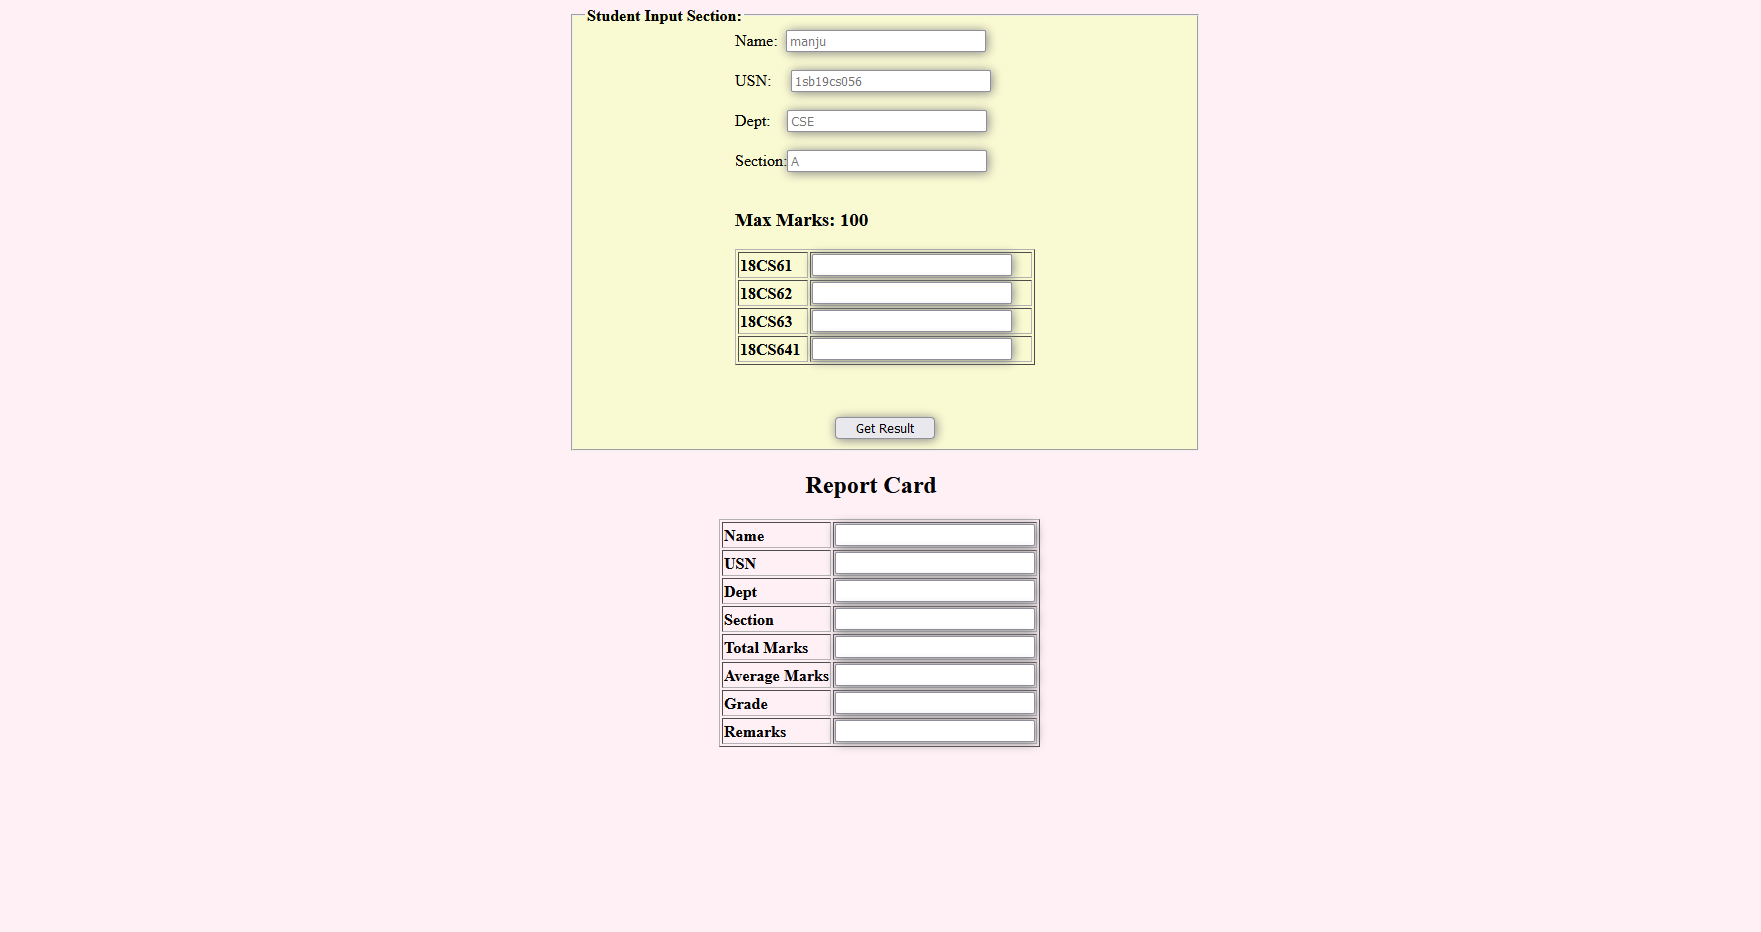 Student Input Section:
Name: manju
USN: 1sb19cs056
Dept: CSE
Section: A
Max Marks: 100
18CS61
18CS62
18CS63
18CS641
Get Result
Report Card
Name
USN
Dept
Section
Total Marks
Average Marks
Grade
Remarks